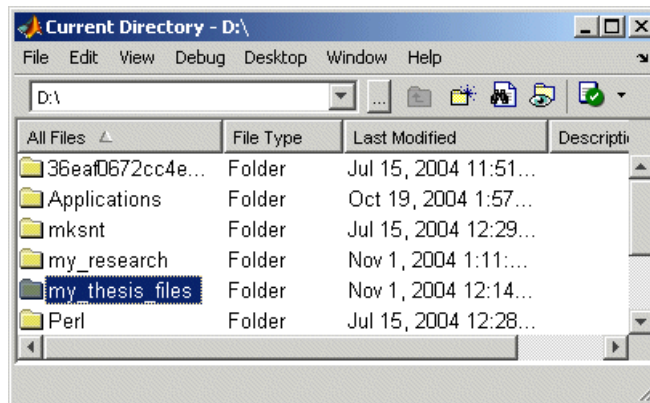 Current Directory - D:\
File Edit View Debug Desktop Window Help
D:\ ...
All Files File Type Last Modified Descriptio
36eaf0672cc4e... Folder Jul 15, 2004 11:51...
Applications Folder Oct 19, 2004 1:57...
mksnt Folder Jul 15, 2004 12:29...
my_research Folder Nov 1, 2004 1:11:...
my_thesis_files Folder Nov 1, 2004 12:14...
Perl Folder Jul 15, 2004 12:28...